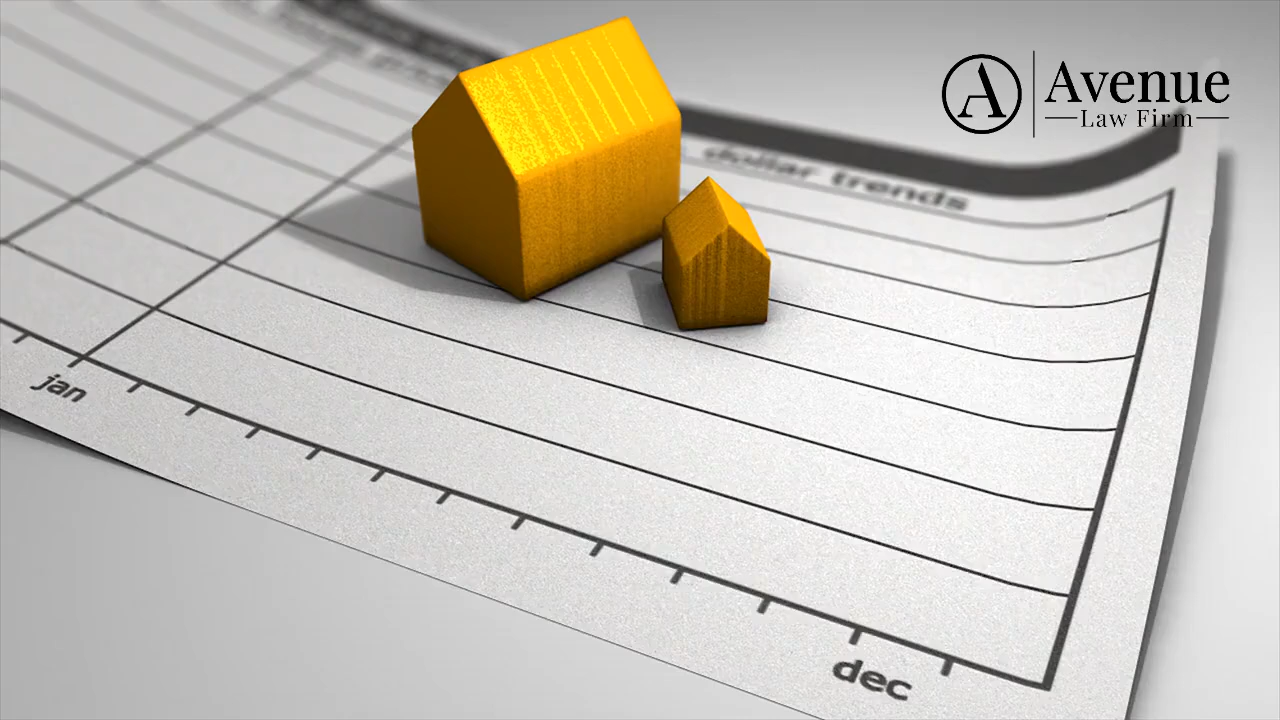 Avenue
Law Firm
dollar trends
jan
dec